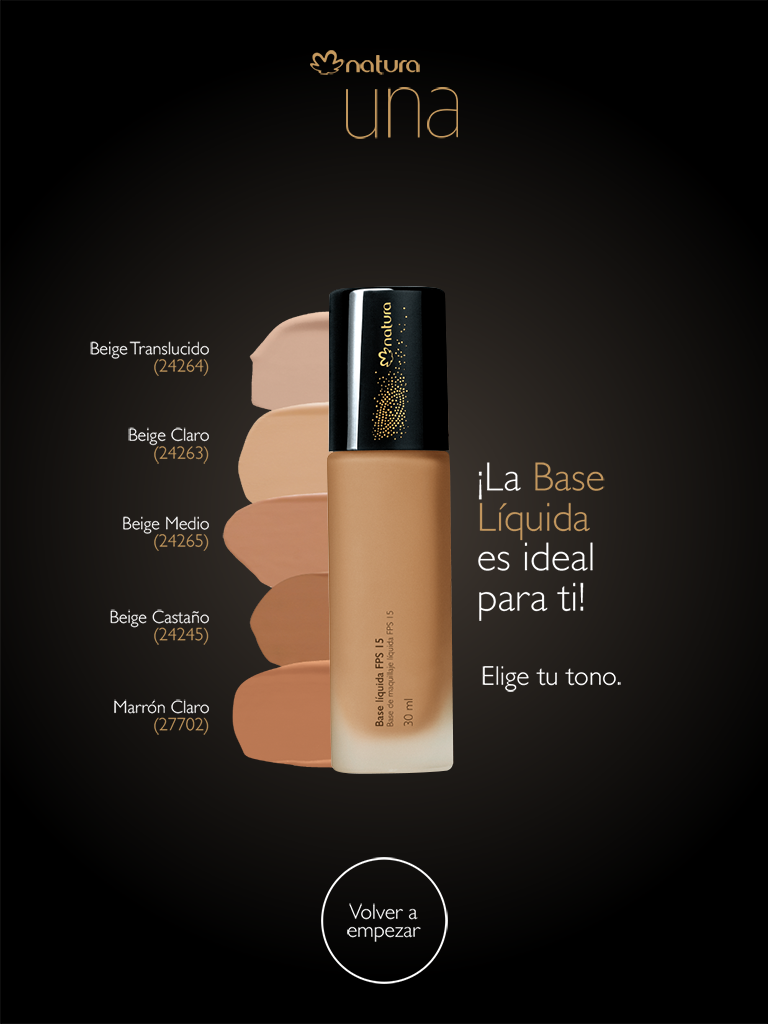 natura
una
natura
Beige Translucido
(24264)
Beige Claro
(24263)
Beige Medio
(24265)
Beige Castaño
(24245)
Marrón Claro
(27702)
¡La Base
Líquida
es ideal
para ti!
Elige tu tono.
Base líquida FPS 15
Base de maquillaje líquida FPS 15
30 ml
Volver a
empezar